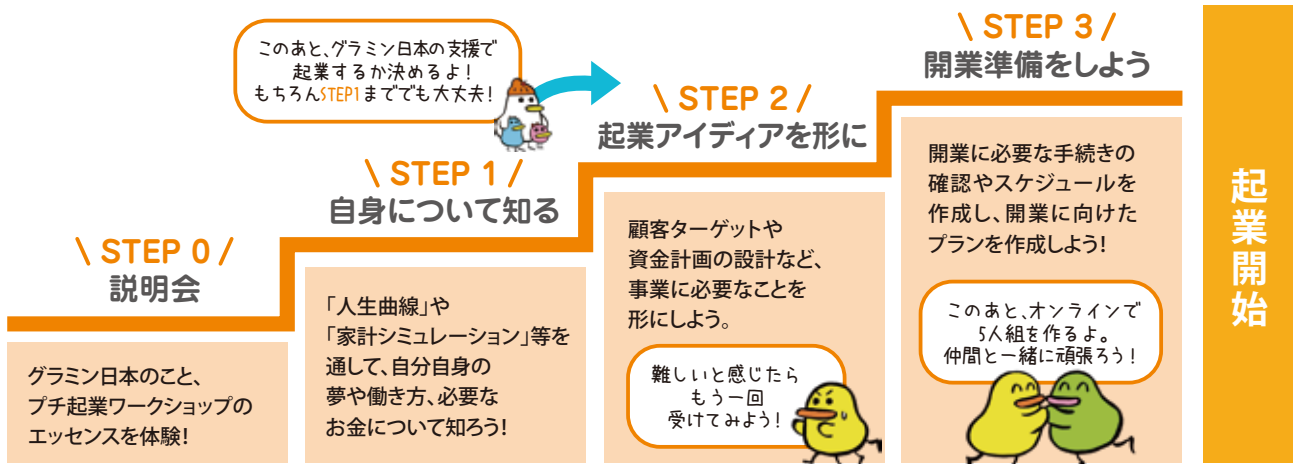 \ STEP 0 /
説明会
グラミン日本のこと、
プチ起業ワークショップの
エッセンスを体験!
\ STEP 1 /
自身について知る
「人生曲線」や
「家計シミュレーション」等を
通して、自分自身の
夢や働き方、必要な
お金について知ろう!
このあと、グラミン日本の支援で
起業するか決めるよ!
もちろんSTEP1まででも大丈夫!
\ STEP 2 /
起業アイディアを形に
顧客ターゲットや
資金計画の設計など、
事業に必要なことを
形にしよう。
難しいと感じたら
もう一回
受けてみよう!
\ STEP 3 /
開業準備をしよう
開業に必要な手続きの
確認やスケジュールを
作成し、開業に向けた
プランを作成しよう!
このあと、オンラインで
5人組を作るよ。
仲間と一緒に頑張ろう!
起業開始